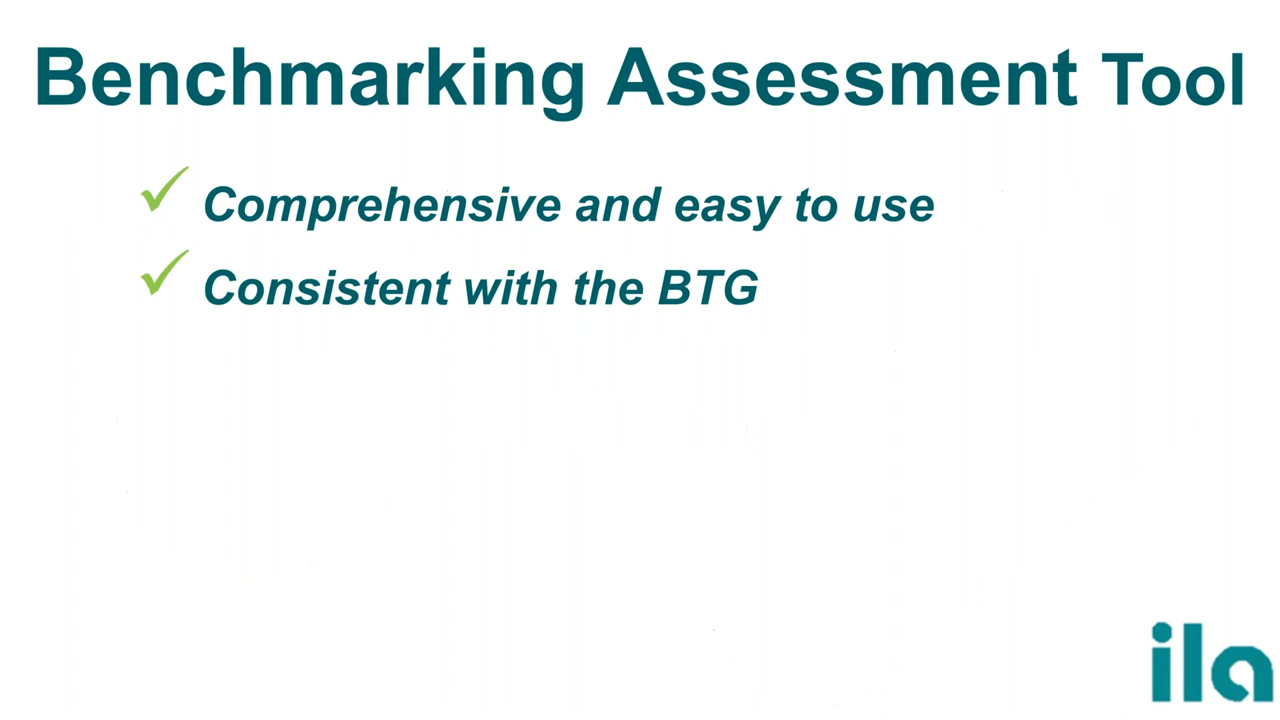 Benchmarking Assessment Tool
Comprehensive and easy to use
Consistent with the BTG
ila